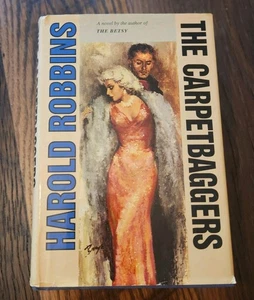 A novel by the author of
THE BETSY
HAROLD ROBBINS
THE CARPETBAGGERS